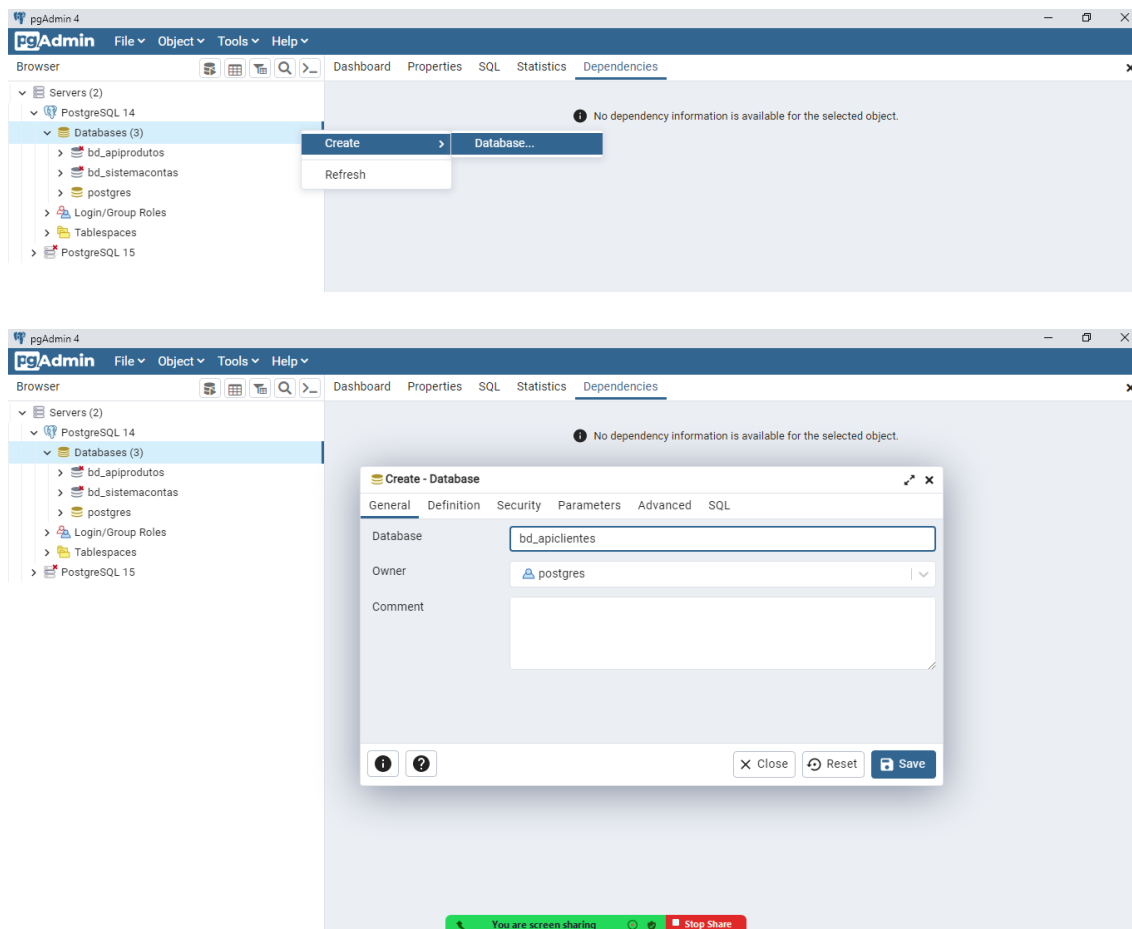 pgAdmin 4
pgAdmin File Object Tools Help
Browser Dashboard Properties SQL Statistics Dependencies
Servers (2)
PostgreSQL 14
No dependency information is available for the selected object.
Databases (3)
Create Database...
bd_apiprodutos
bd_sistemacontas
Refresh
postgres
Login/Group Roles
Tablespaces
PostgreSQL 15
pgAdmin 4
pgAdmin File Object Tools Help
Browser Dashboard Properties SQL Statistics Dependencies
Servers (2)
PostgreSQL 14
No dependency information is available for the selected object.
Databases (3)
bd_apiprodutos
bd_sistemacontas
postgres
Login/Group Roles
Tablespaces
PostgreSQL 15
Create - Database
General Definition Security Parameters Advanced SQL
Database bd_apiclientes
Owner postgres
Comment
Close Reset Save
You are screen sharing Stop Share